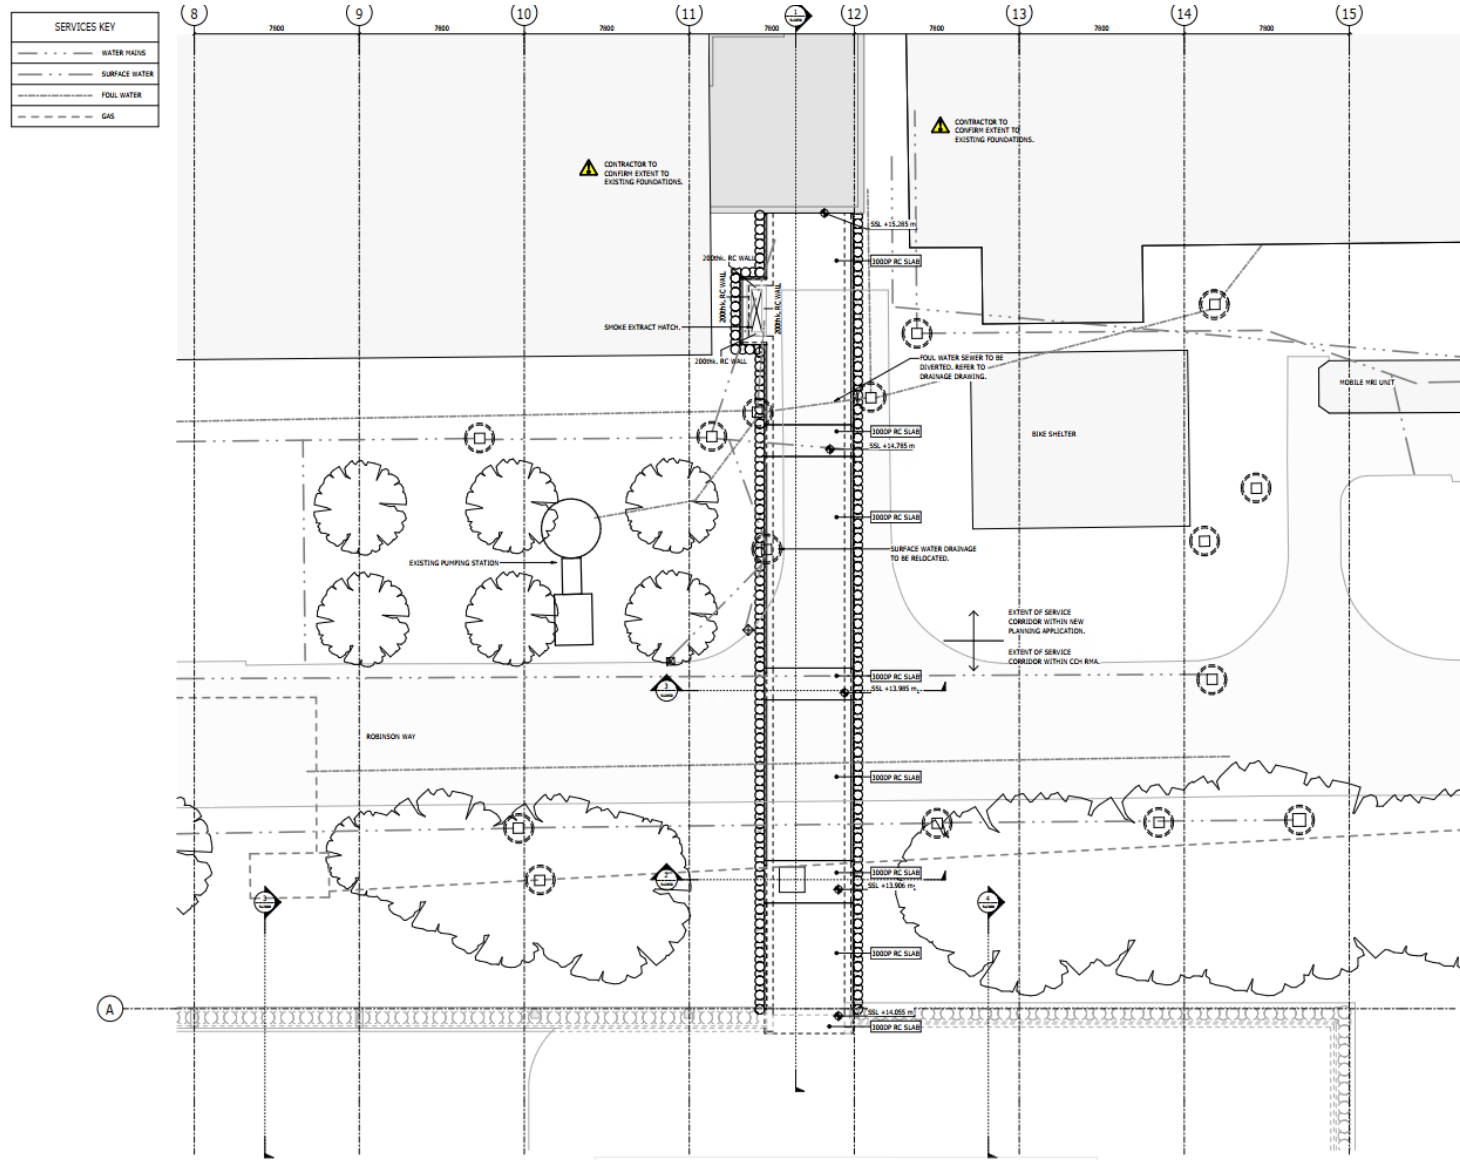 8
9
10
11
12
13
14
15
7800
7800
7800
7800
7800
7800
7800
1
SERVICES KEY
WATER MAINS
SURFACE WATER
FOUL WATER
GAS
CONTRACTOR TO
CONFIRM EXTENT TO
EXISTING FOUNDATIONS.
CONTRACTOR TO
CONFIRM EXTENT TO
EXISTING FOUNDATIONS.
SSL +15.285 m
300DP RC SLAB
200thk. RC WALL
200thk. RC WALL
200thk. RC WALL
SMOKE EXTRACT HATCH.
200thk. RC WALL
FOUL WATER SEWER TO BE
DIVERTED. REFER TO
DRAINAGE DRAWING.
MOBILE MRI UNIT
300DP RC SLAB
SSL +14.785 m
BIKE SHELTER
300DP RC SLAB
SURFACE WATER DRAINAGE
TO BE RELOCATED.
EXISTING PUMPING STATION
EXTENT OF SERVICE
CORRIDOR WITHIN NEW
PLANNING APPLICATION.
EXTENT OF SERVICE
CORRIDOR WITHIN CCH RMA.
300DP RC SLAB
SSL +13.985 m
3
ROBINSON WAY
300DP RC SLAB
300DP RC SLAB
SSL +13.906 m
2
3
4
300DP RC SLAB
A
SSL +14.055 m
300DP RC SLAB